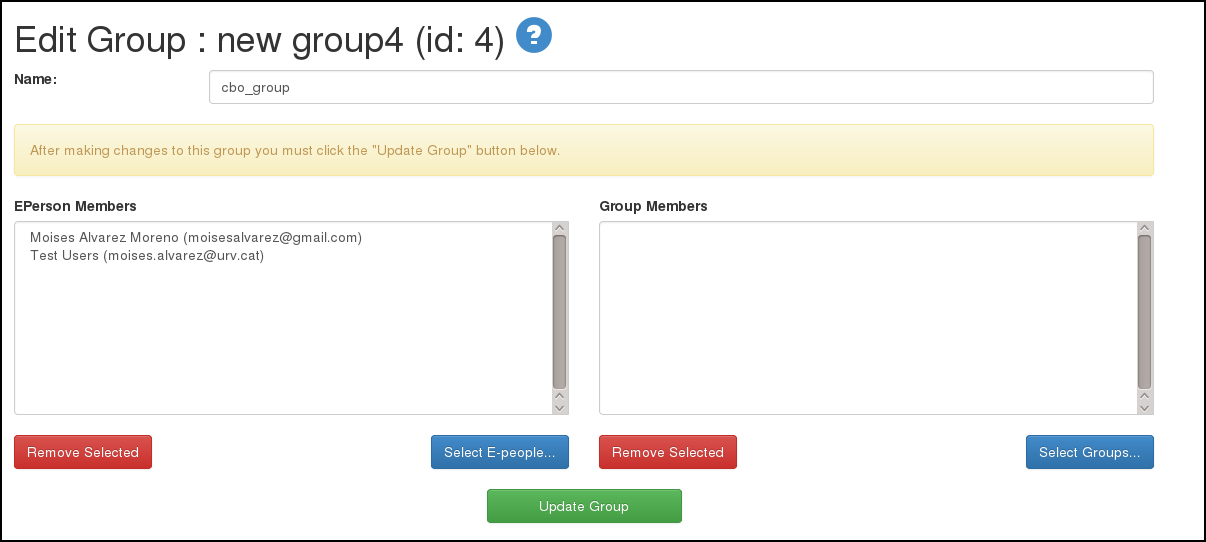 Edit Group : new group4 (id: 4) ?
Name:
cbo_group
After making changes to this group you must click the "Update Group" button below.
EPerson Members
Group Members
Moises Alvarez Moreno (moisesalvarez@gmail.com)
Test Users (moises.alvarez@urv.cat)
Remove Selected
Select E-people...
Remove Selected
Select Groups...
Update Group